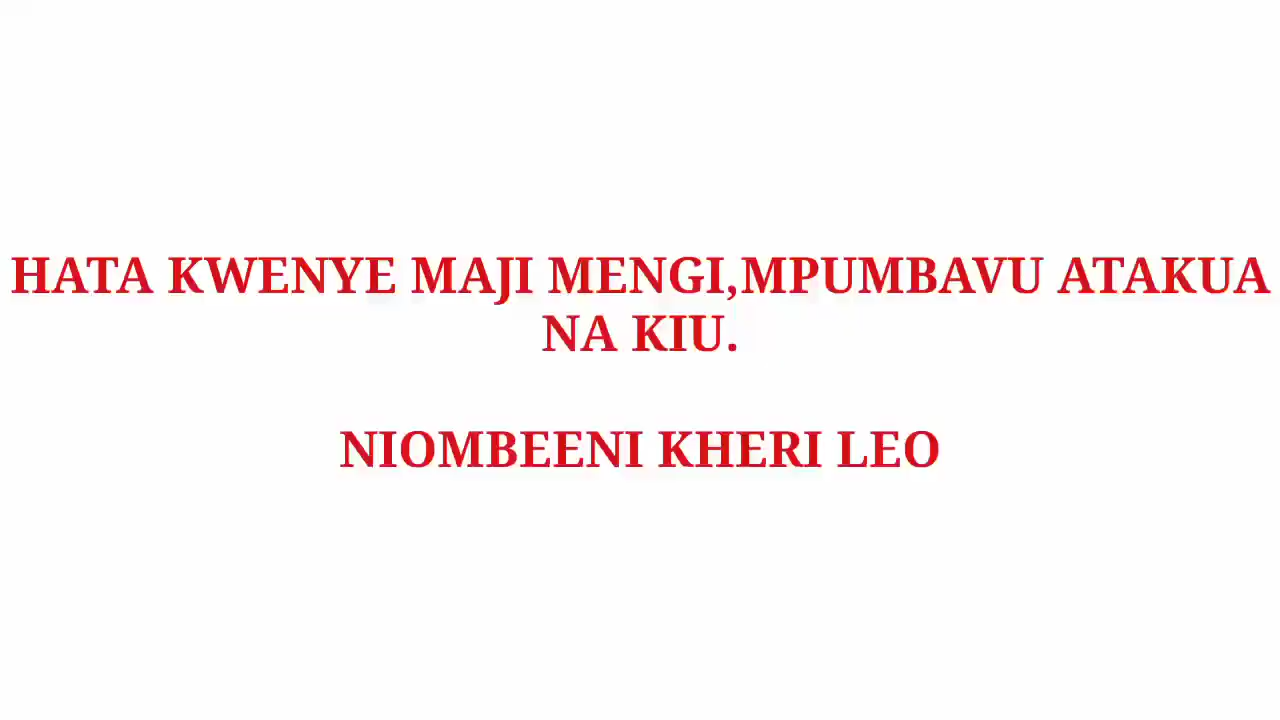 HATA KWENYE MAJI MENGI,MPUMBAVU ATAKUA
NA KIU.
NIOMBEENI KHERI LEO